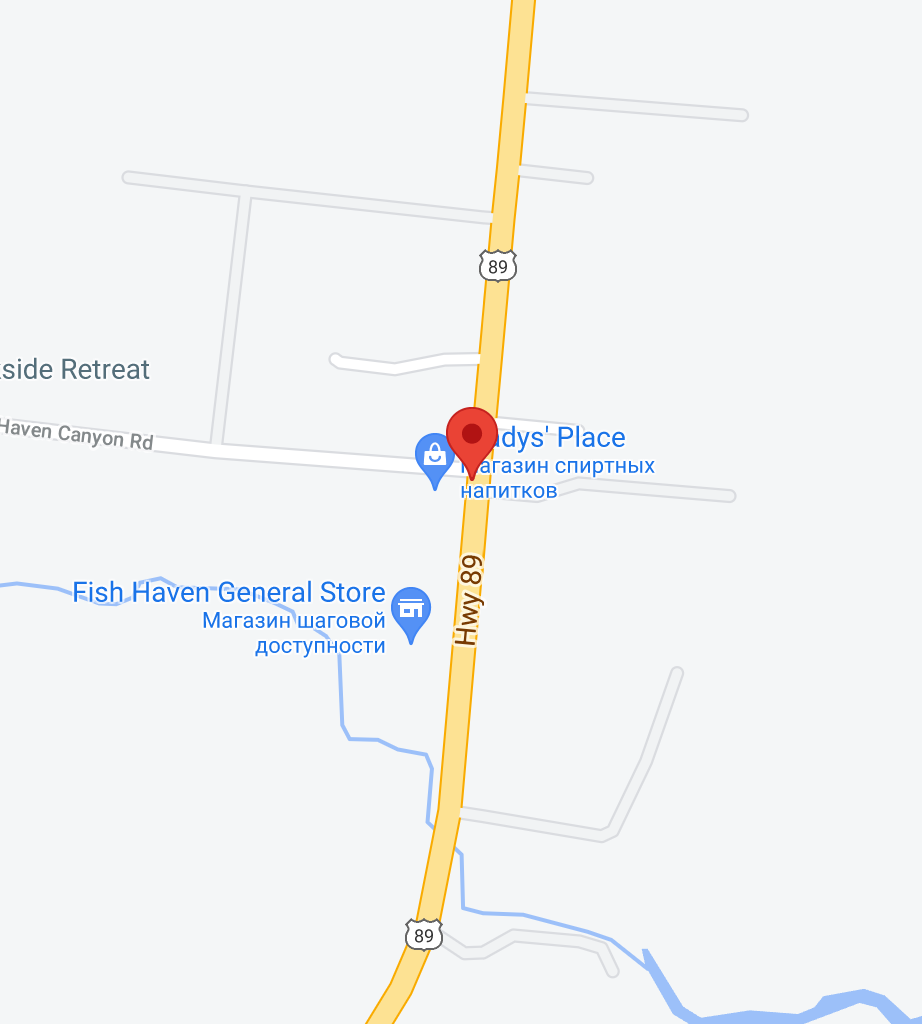 89
side Retreat
Haven Canyon Rd
dys' Place
магазин спиртных
напитков
Hwy 89
Fish Haven General Store
Магазин шаговой
доступности
89